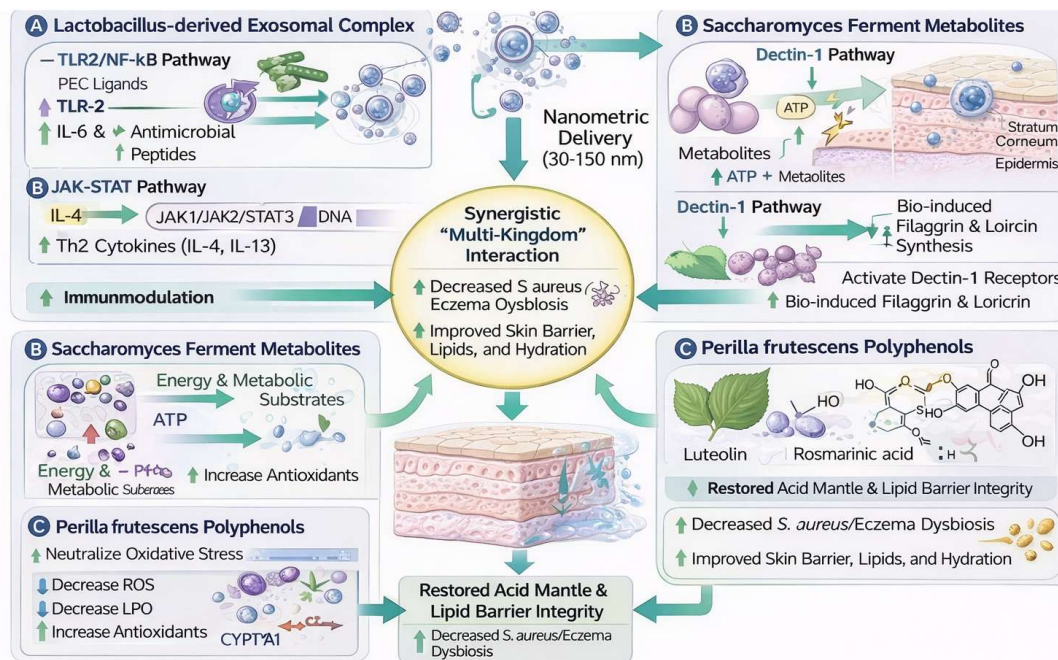 A Lactobacillus-derived Exosomal Complex
— TLR2/NF-kB Pathway
PEC Ligands
TLR-2
IL-6 & Antimicrobial
Peptides
B JAK-STAT Pathway
IL-4
JAK1/JAK2/STAT3 DNA
Th2 Cytokines (IL-4, IL-13)
Immunmodulation
Nanometric
Delivery
(30-150 nm)
Synergistic
“Multi-Kingdom”
Interaction
Decreased S aureus
Eczema Oysblosis
Improved Skin Barrier,
Lipids, and Hydration
B Saccharomyces Ferment Metabolites
Dectin-1 Pathway
ATP
Metabolites
ATP + Metaolites
Stratum
Corneum
Epidermis
Dectin-1 Pathway
Bio-induced
Filaggrin & Loircin
Synthesis
Activate Dectin-1 Receptors
Bio-induced Filaggrin & Loricrin
B Saccharomyces Ferment Metabolites
Energy & Metabolic
Substrates
ATP
Energy &
Metabolic
Increase Antioxidants
C Perilla frutescens Polyphenols
Neutralize Oxidative Stress
Decrease ROS
Decrease LPO
Increase Antioxidants
C Perilla frutescens Polyphenols
HO
HO
O
O
S
SHO
O
OH
OH
OH
: H
Luteolin
Rosmarinic acid
Restored Acid Mantle & Lipid Barrier Integrity
Decreased S. aureus/Eczema Dysbiosis
Improved Skin Barrier, Lipids, and Hydration
Restored Acid Mantle &
Lipid Barrier Integrity
Decreased S. aureus/Eczema
Dysbiosis